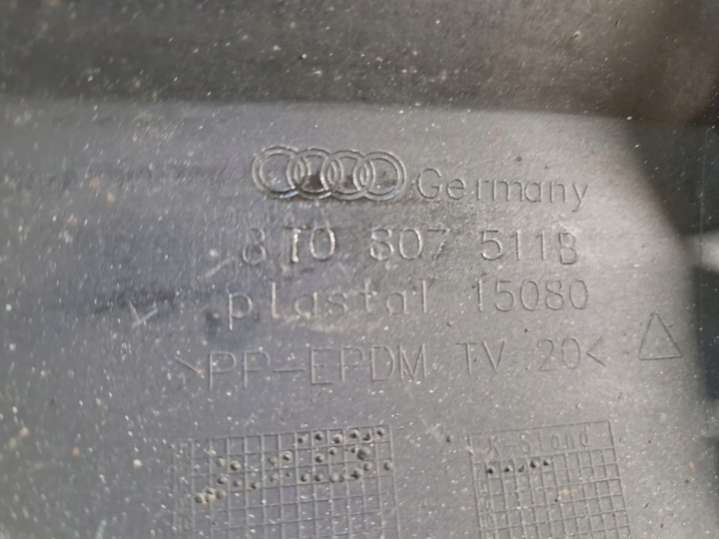 Germany
8T0 807 511B
plastal 15080
>PP-EPDM TV 20<